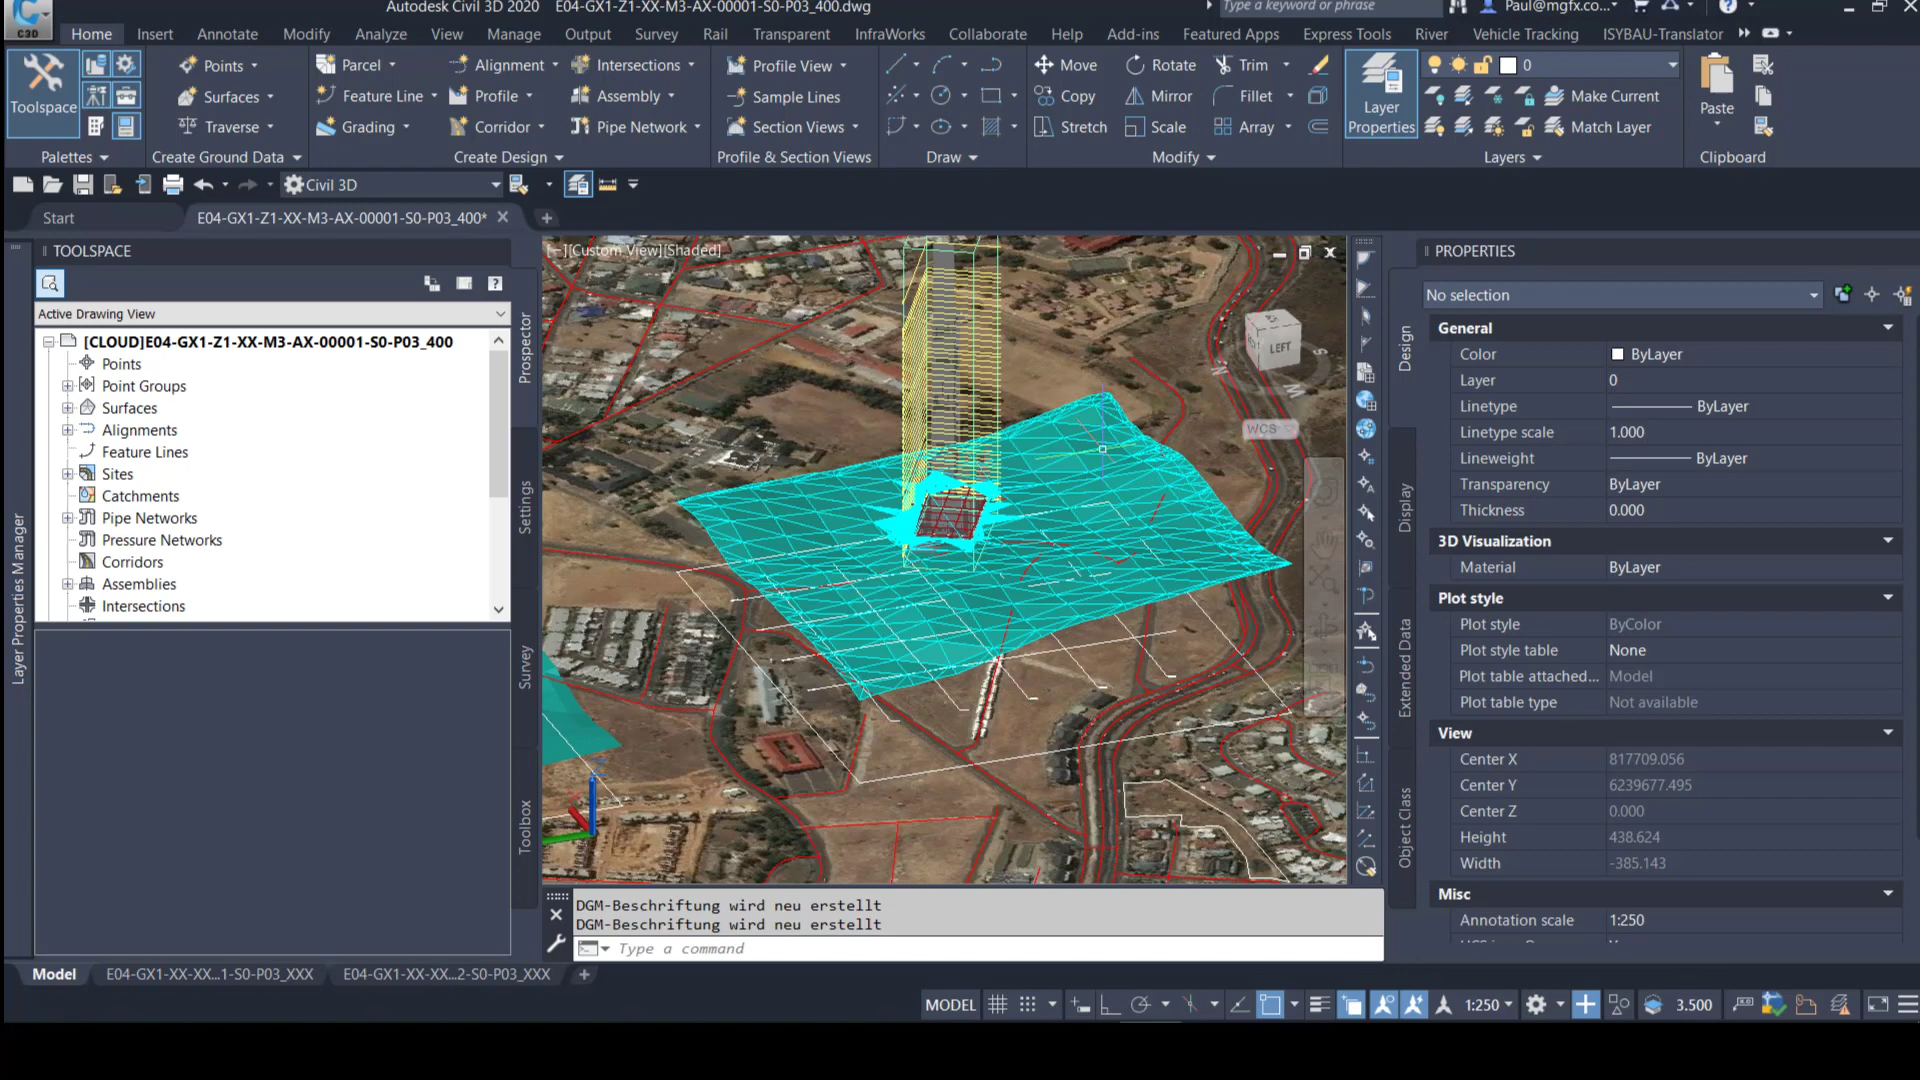 Autodesk Civil 3D 2020 E04-GX1-Z1-XX-M3-AX-00001-S0-P03_400.dwg
Type a keyword or phrase
Paul@mgfx.co...
C3D
Home Insert Annotate Modify Analyze View Manage Output Survey Rail Transparent InfraWorks Collaborate Help Add-ins Featured Apps Express Tools River Vehicle Tracking ISYBAU-Translator
Toolspace
Points
Surfaces
Traverse
Parcel
Feature Line
Grading
Alignment
Profile
Corridor
Intersections
Assembly
Pipe Network
Profile View
Sample Lines
Section Views
Move
Copy
Stretch
Rotate
Mirror
Scale
Trim
Fillet
Array
Layer
Properties
0
Make Current
Match Layer
Paste
Palettes
Create Ground Data
Create Design
Profile & Section Views
Draw
Modify
Layers
Clipboard
Civil 3D
Start
E04-GX1-Z1-XX-M3-AX-00001-S0-P03_400*
TOOLSPACE
Active Drawing View
[CLOUD]E04-GX1-Z1-XX-M3-AX-00001-S0-P03_400
Points
Point Groups
Surfaces
Alignments
Feature Lines
Sites
Catchments
Pipe Networks
Pressure Networks
Corridors
Assemblies
Intersections
Layer Properties Manager
Prospector
Settings
Survey
Toolbox
[−][Custom View][Shaded]
LEFT
S
W
N
WCS
Design
Display
Extended Data
Object Class
PROPERTIES
No selection
General
Color ByLayer
Layer 0
Linetype ByLayer
Linetype scale 1.000
Lineweight ByLayer
Transparency ByLayer
Thickness 0.000
3D Visualization
Material ByLayer
Plot style
Plot style ByColor
Plot style table None
Plot table attached... Model
Plot table type Not available
View
Center X 817709.056
Center Y 6239677.495
Center Z 0.000
Height 438.624
Width -385.143
Misc
Annotation scale 1:250
DGM-Beschriftung wird neu erstellt
DGM-Beschriftung wird neu erstellt
Type a command
Model E04-GX1-XX-XX...1-S0-P03_XXX E04-GX1-XX-XX...2-S0-P03_XXX
MODEL 1:250 3.500